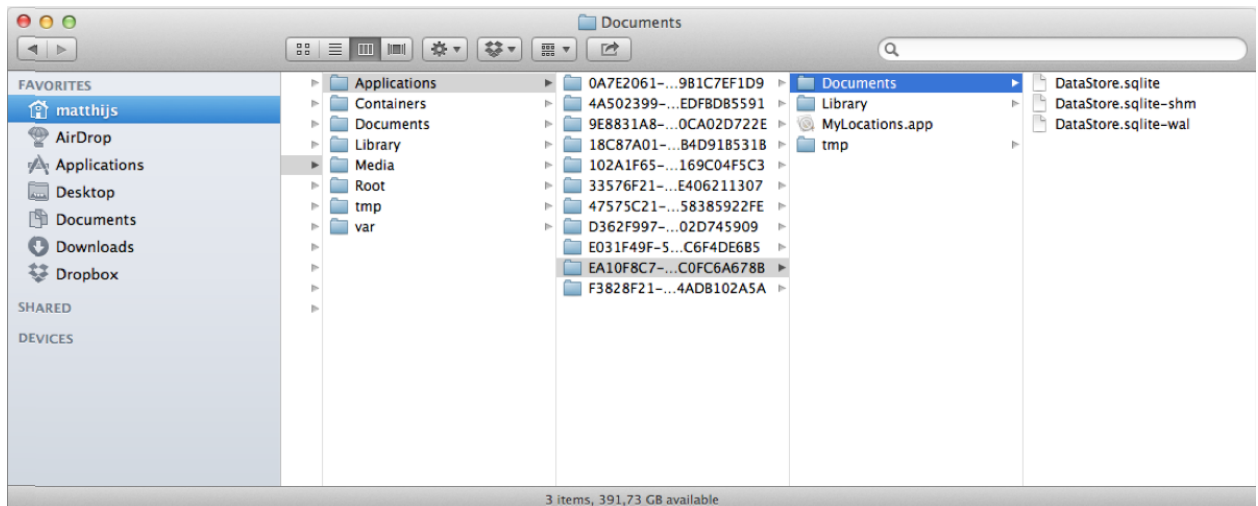 Documents
FAVORITES
matthijs
AirDrop
Applications
Desktop
Documents
Downloads
Dropbox
SHARED
DEVICES
Applications
Containers
Documents
Library
Media
Root
tmp
var
0A7E2061-...9B1C7EF1D9
4A502399-...EDFBDB5591
9E8831A8-...0CA02D722E
18C87A01-...B4D91B531B
102A1F65-...169C04F5C3
33576F21-...E406211307
47575C21-...58385922FE
D362F997-...02D745909
E031F49F-5...C6F4DE6B5
EA10F8C7-...C0FC6A678B
F3828F21-...4ADB102A5A
Documents
Library
MyLocations.app
tmp
DataStore.sqlite
DataStore.sqlite-shm
DataStore.sqlite-wal
3 items, 391,73 GB available